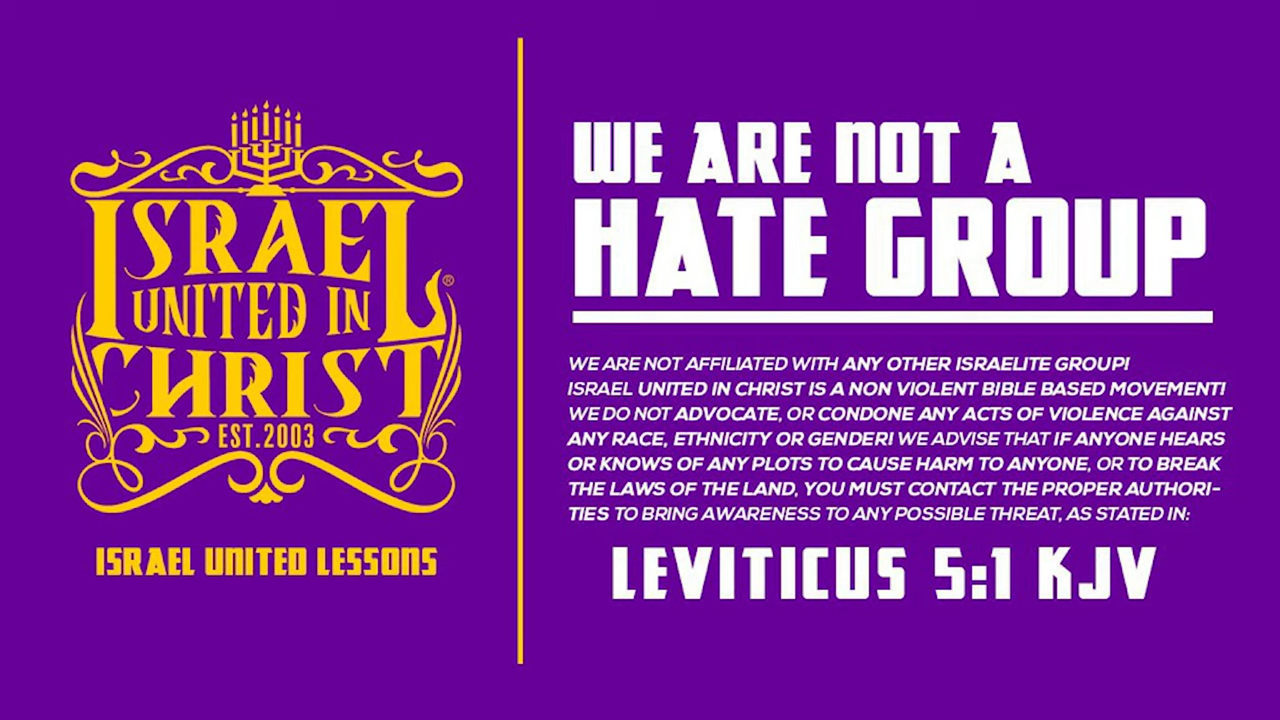 ISRAEL
UNITED IN
CHRIST
®
EST.2003
ISRAEL UNITED LESSONS
WE ARE NOT A
HATE GROUP
WE ARE NOT AFFILIATED WITH ANY OTHER ISRAELITE GROUP!
ISRAEL UNITED IN CHRIST IS A NON VIOLENT BIBLE BASED MOVEMENT!
WE DO NOT ADVOCATE, OR CONDONE ANY ACTS OF VIOLENCE AGAINST
ANY RACE, ETHNICITY OR GENDER! WE ADVISE THAT IF ANYONE HEARS
OR KNOWS OF ANY PLOTS TO CAUSE HARM TO ANYONE, OR TO BREAK
THE LAWS OF THE LAND, YOU MUST CONTACT THE PROPER AUTHORI-
TIES TO BRING AWARENESS TO ANY POSSIBLE THREAT, AS STATED IN:
LEVITICUS 5:1 KJV